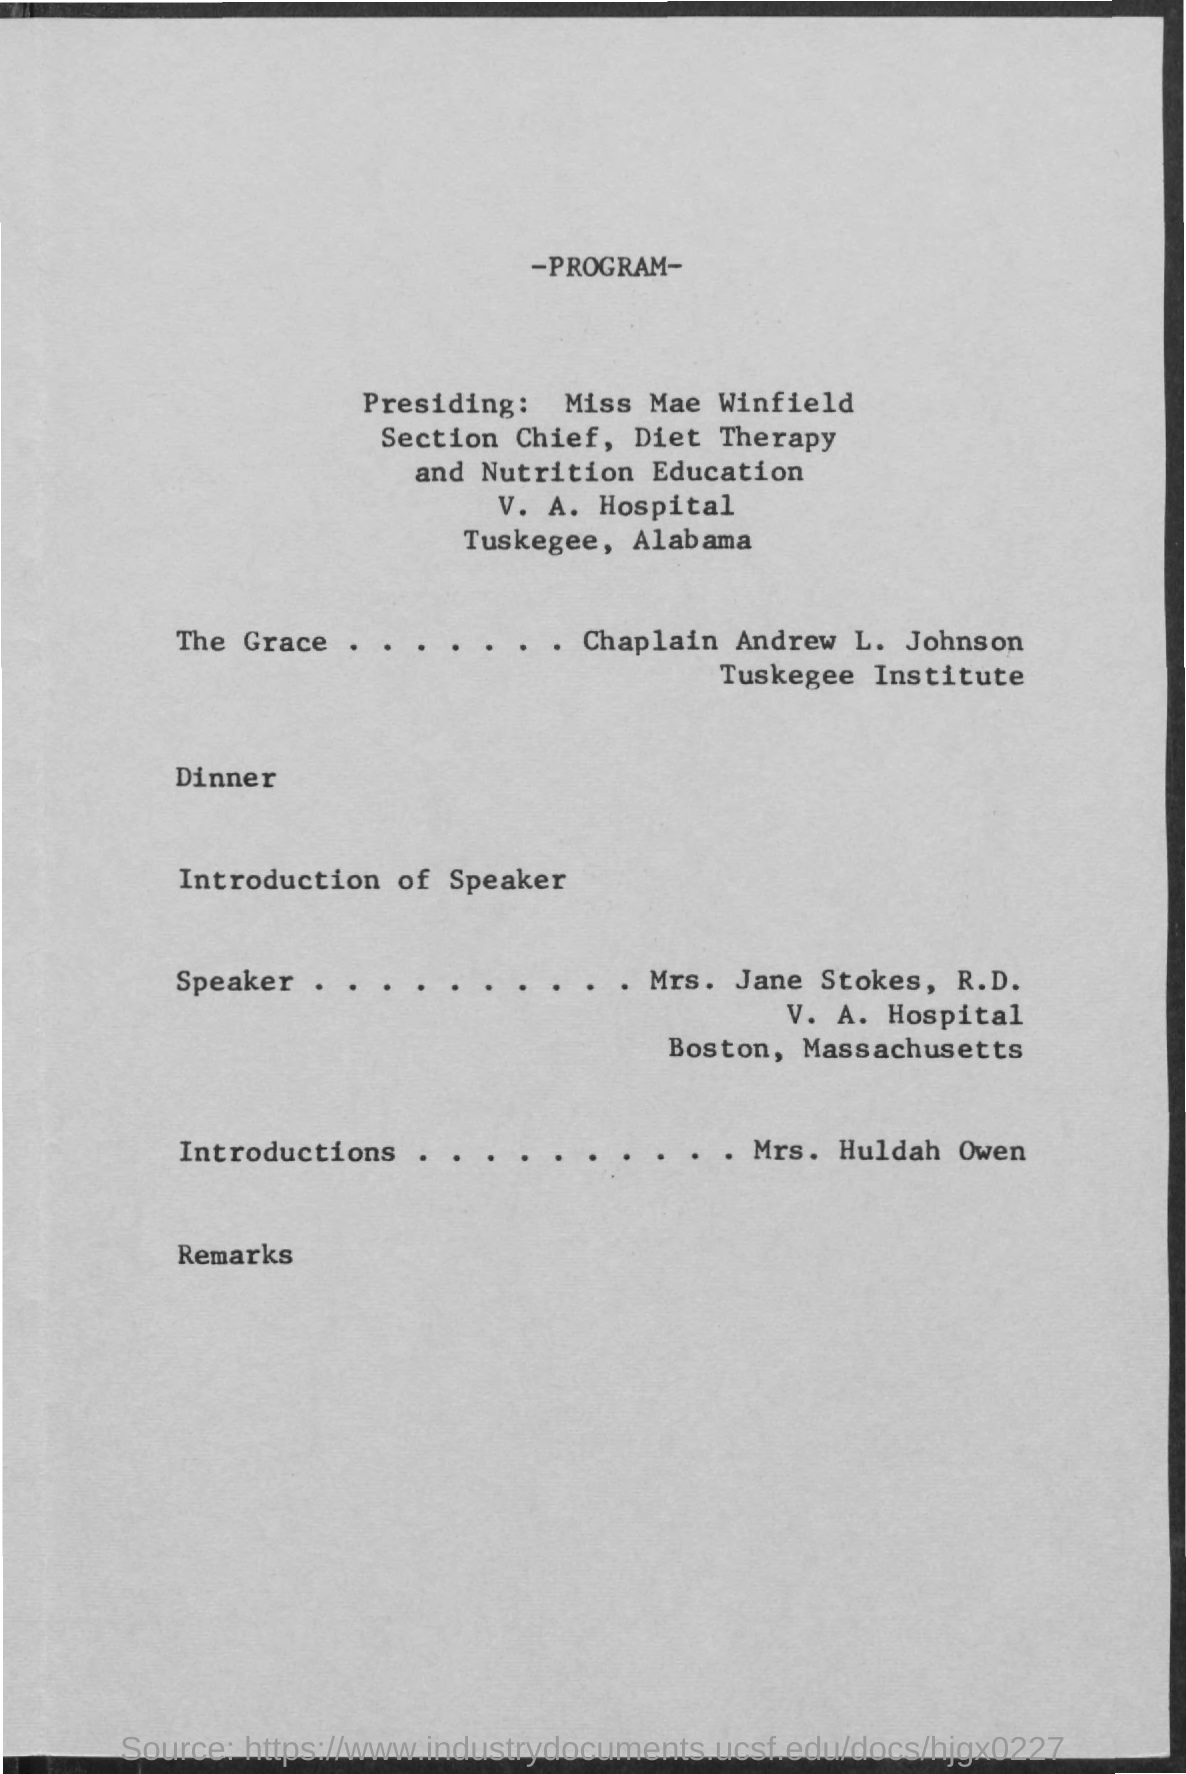 -PROGRAM-
Presiding: Miss Mae Winfield
Section Chief, Diet Therapy
and Nutrition Education
V. A. Hospital
Tuskegee, Alabama
The Grace . . . . . . . Chaplain Andrew L. Johnson
Tuskegee Institute
Dinner
Introduction of Speaker
Speaker . . . . . . . . . . Mrs. Jane Stokes, R.D.
V. A. Hospital
Boston, Massachusetts
Introductions . . . . . . . . . . Mrs. Huldah Owen
Remarks
Source: https://www.industrydocuments.ucsf.edu/docs/hjgx0227